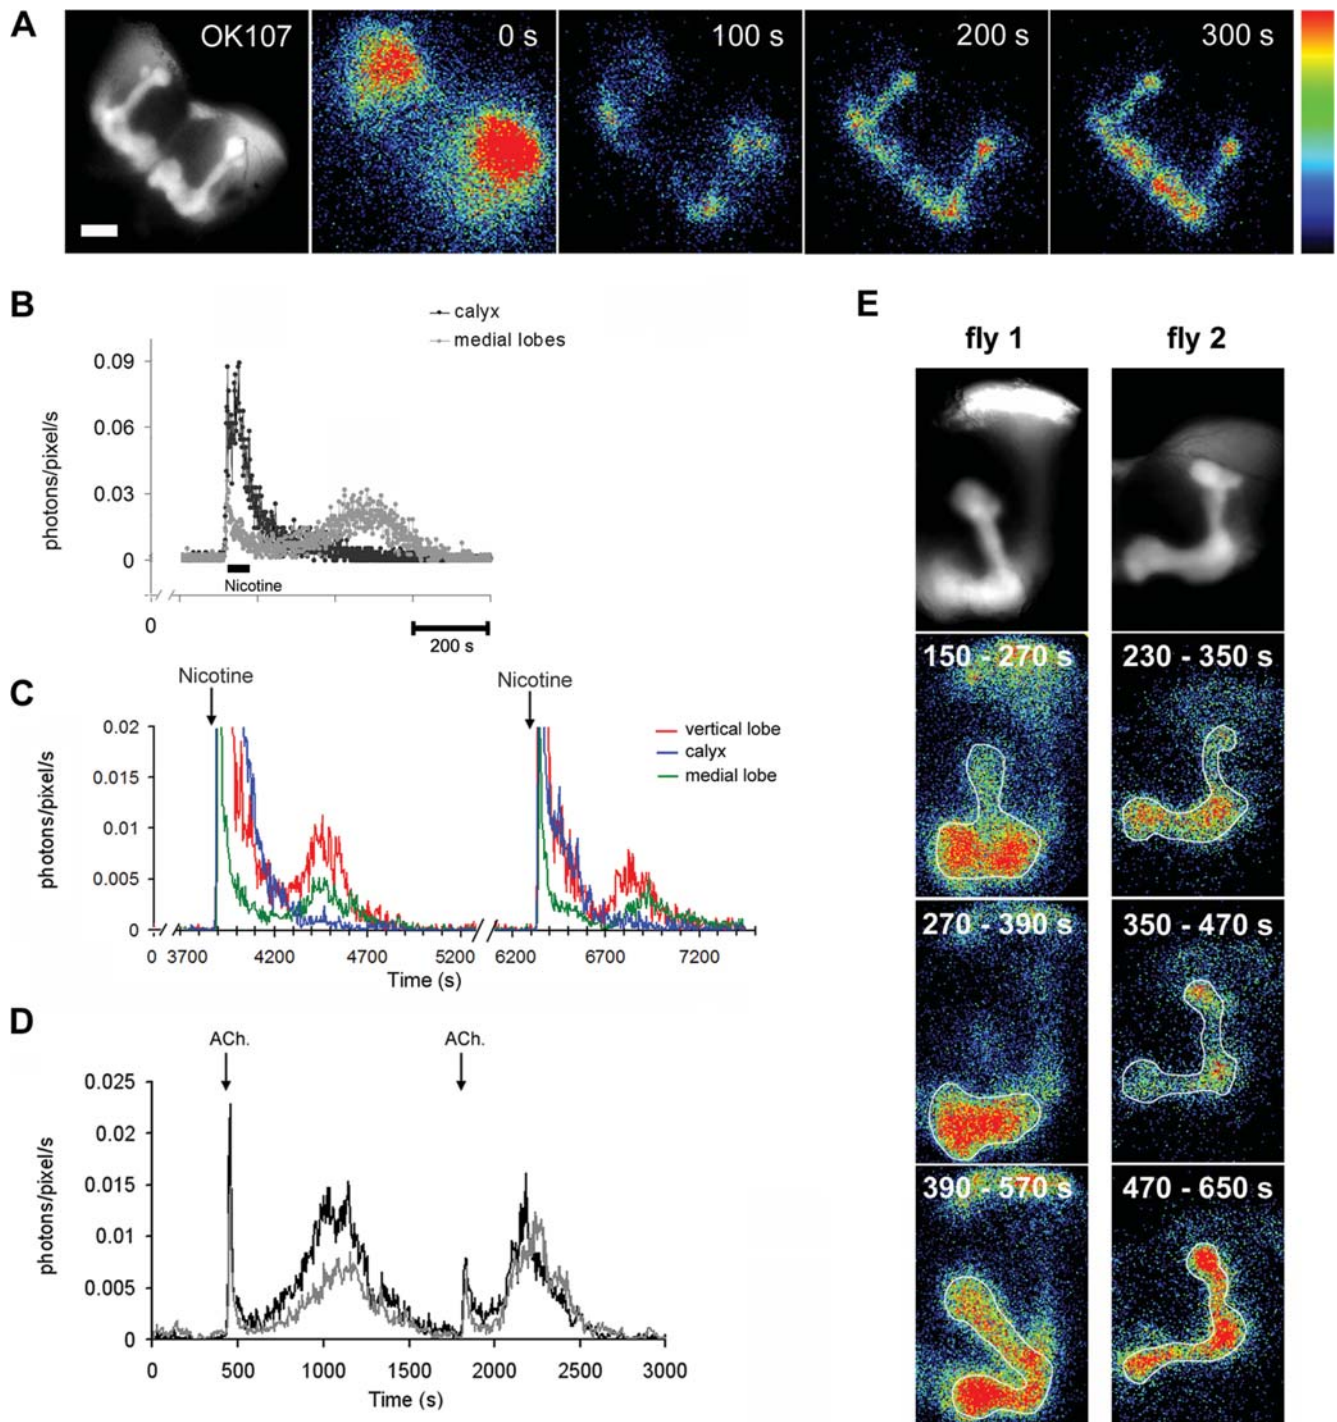 A
OK107
0 s
100 s
200 s
300 s
B
calyx
medial lobes
0.09
0.06
0.03
0
photons/pixel/s
Nicotine
0
200 s
C
Nicotine
Nicotine
vertical lobe
calyx
medial lobe
0.02
0.015
0.01
0.005
0
photons/pixel/s
0 3700 4200 4700 5200 6200 6700 7200
Time (s)
D
ACh.
ACh.
0.025
0.02
0.015
0.01
0.005
0
photons/pixel/s
0 500 1000 1500 2000 2500 3000
Time (s)
E
fly 1
fly 2
150 - 270 s
230 - 350 s
270 - 390 s
350 - 470 s
390 - 570 s
470 - 650 s